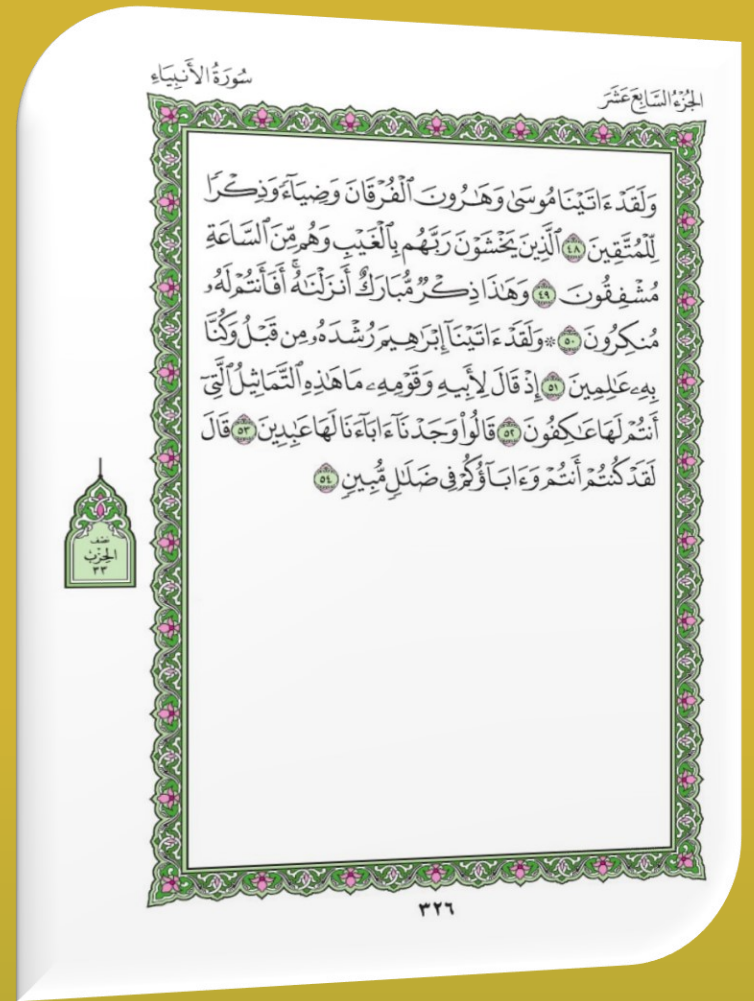 سُورَةُ الأَنبِيَاءِ
الجُزْءُ السَّابِعَ عَشَرَ
وَلَقَدۡ ءَاتَيۡنَا مُوسَىٰ وَهَٰرُونَ ٱلۡفُرۡقَانَ وَضِيَآءٗ وَذِكۡرٗا
لِّلۡمُتَّقِينَ ٤٨ ٱلَّذِينَ يَخۡشَوۡنَ رَبَّهُم بِٱلۡغَيۡبِ وَهُم مِّنَ ٱلسَّاعَةِ
مُشۡفِقُونَ ٤٩ وَهَٰذَا ذِكۡرٞ مُّبَارَكٌ أَنزَلۡنَٰهُۚ أَفَأَنتُمۡ لَهُۥ
مُنكِرُونَ ٥٠ ۞ وَلَقَدۡ ءَاتَيۡنَآ إِبۡرَٰهِيمَ رُشۡدَهُۥ مِن قَبۡلُ وَكُنَّا
بِهِۦ عَٰلِمِينَ ٥١ إِذۡ قَالَ لِأَبِيهِ وَقَوۡمِهِۦ مَا هَٰذِهِ ٱلتَّمَاثِيلُ ٱلَّتِيٓ
أَنتُمۡ لَهَا عَٰكِفُونَ ٥٢ قَالُواْ وَجَدۡنَآ ءَابَآءَنَا لَهَا عَٰبِدِينَ ٥٣ قَالَ
لَقَدۡ كُنتُمۡ أَنتُمۡ وَءَابَآؤُكُمۡ فِي ضَلَٰلٖ مُّبِينٖ ٥٤
نصف
الحزب
٣٣
٣٢٦